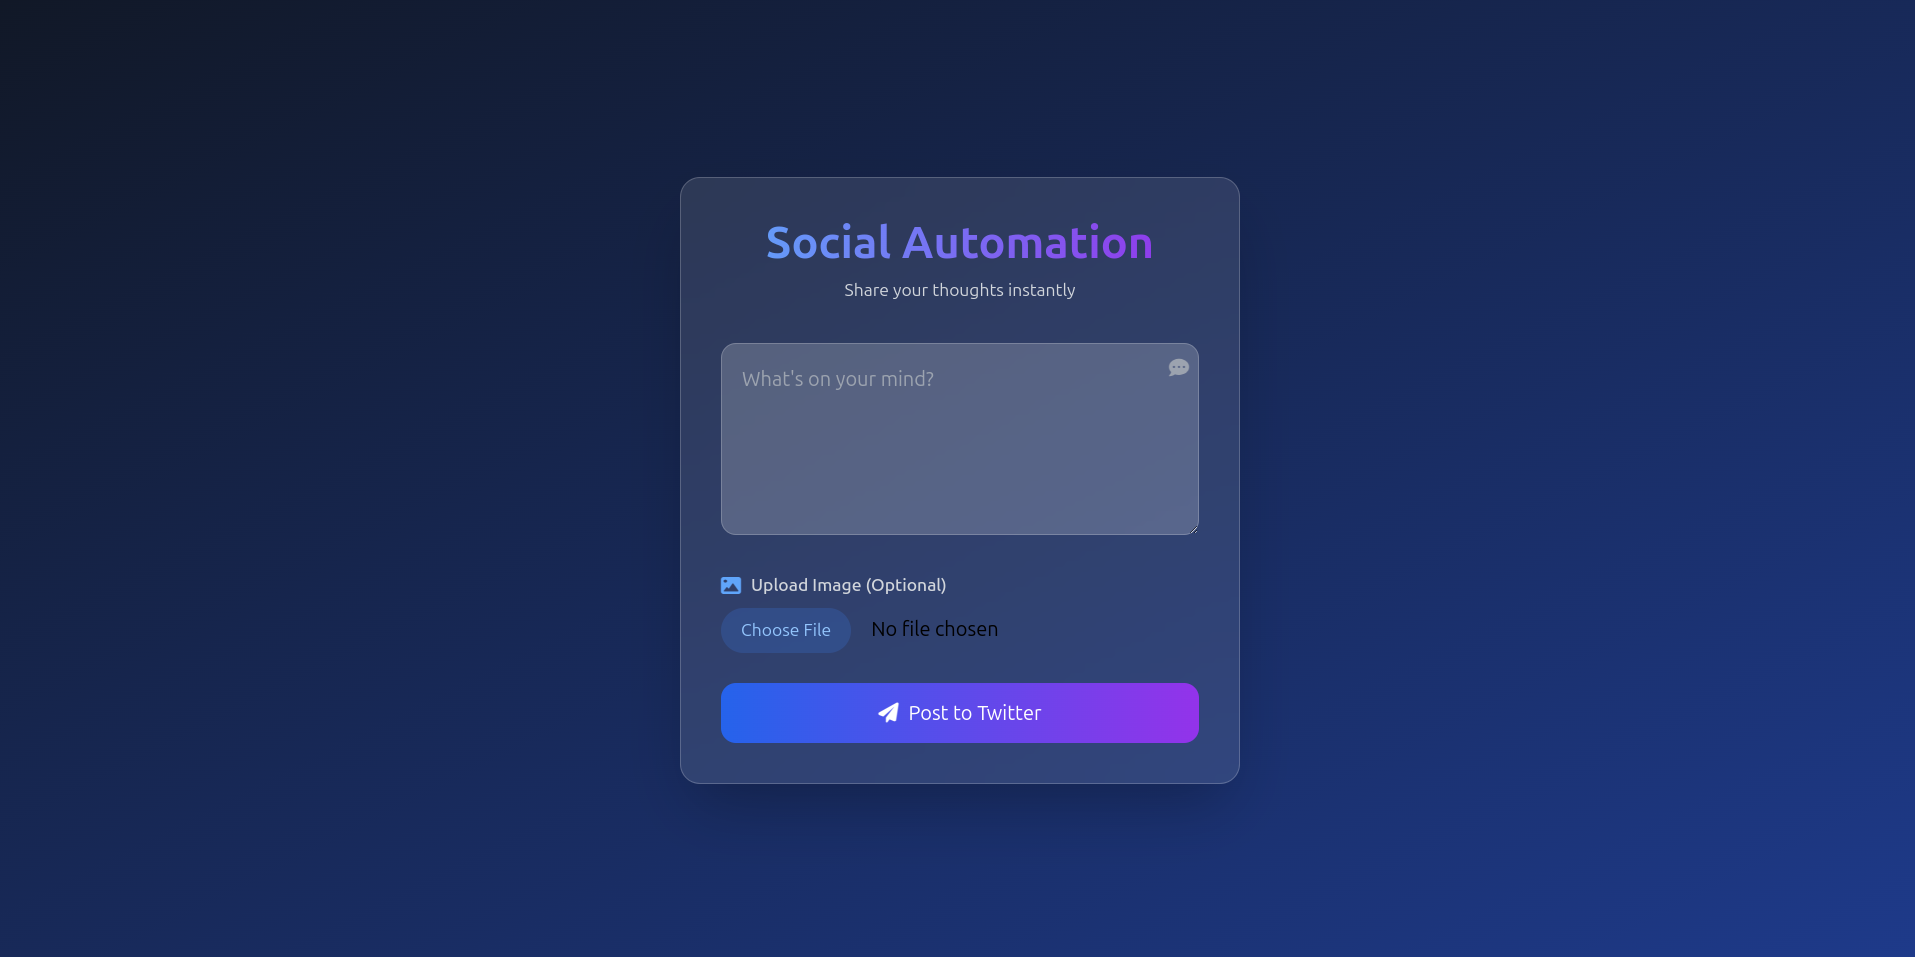 Social Automation
Share your thoughts instantly
What's on your mind?
Upload Image (Optional)
Choose File No file chosen
Post to Twitter